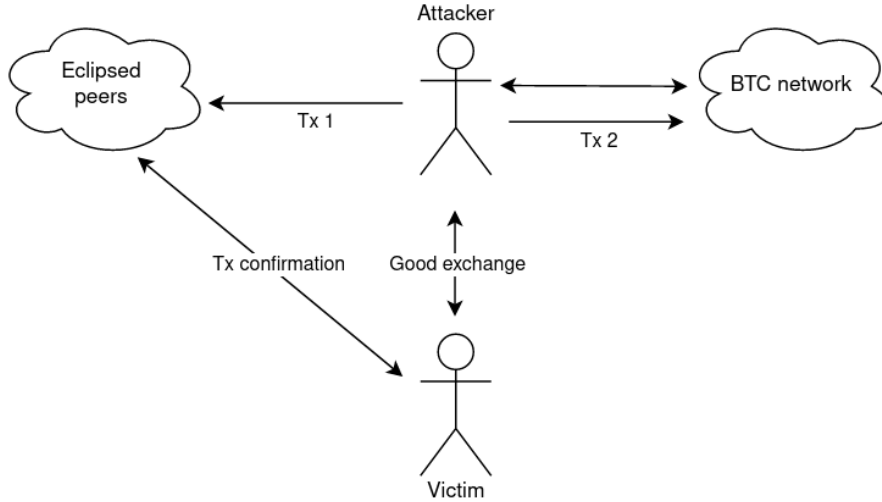 Attacker
Eclipsed
peers
BTC network
Tx 1
Tx 2
Tx confirmation
Good exchange
Victim